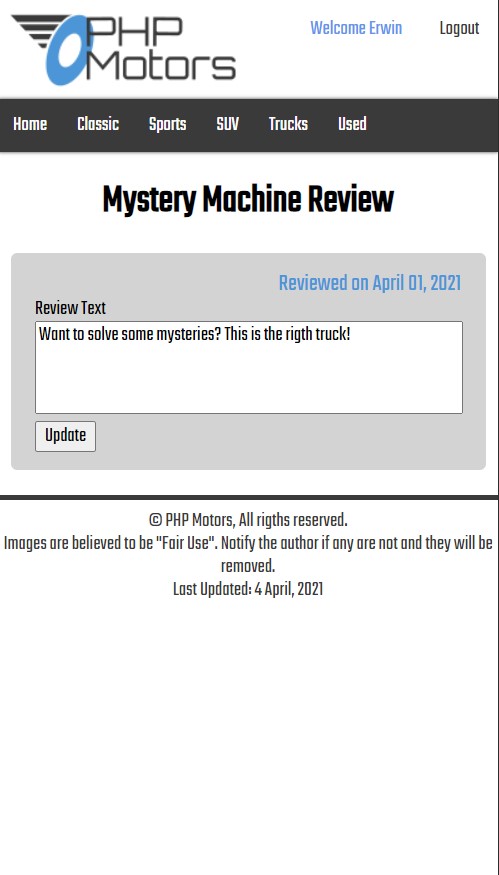 PHP
Motors
Welcome Erwin Logout
Home Classic Sports SUV Trucks Used
Mystery Machine Review
Reviewed on April 01, 2021
Review Text
Want to solve some mysteries? This is the rigth truck!
Update
© PHP Motors, All rigths reserved.
Images are believed to be "Fair Use". Notify the author if any are not and they will be
removed.
Last Updated: 4 April, 2021